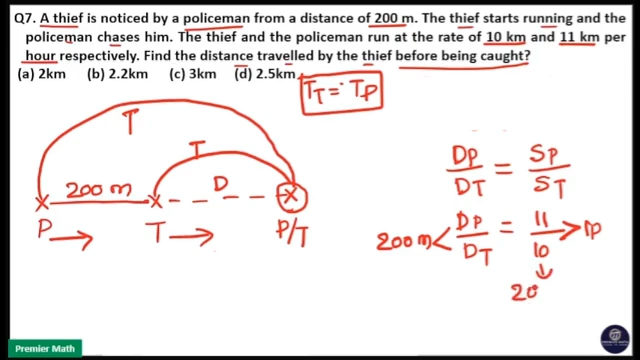 Q7. A thief is noticed by a policeman from a distance of 200 m. The thief starts running and the
policeman chases him. The thief and the policeman run at the rate of 10 km and 11 km per
hour respectively. Find the distance travelled by the thief before being caught?
(a) 2km (b) 2.2km (c) 3km (d) 2.5km
TT = TP
T
T
200 m
D
P
T
P/T
DP/DT = SP/ST
200 m < DP/DT = 11/10 > 1P
20
Premier Math